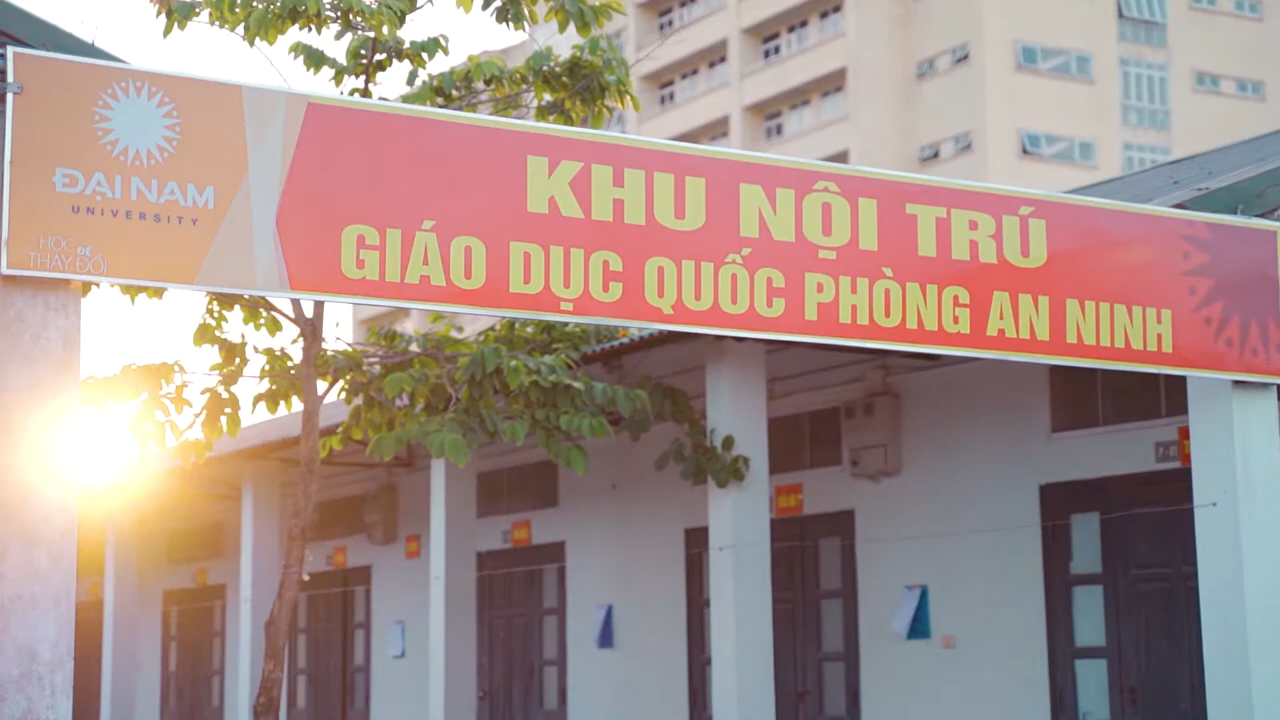 ĐẠI NAM
UNIVERSITY
HỌC ĐỂ
THAY ĐỔI
KHU NỘI TRÚ
GIÁO DỤC QUỐC PHÒNG AN NINH